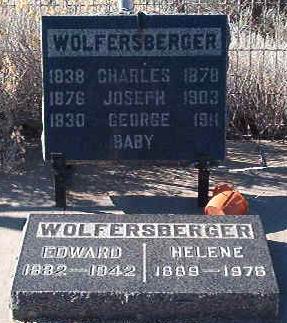 WOLFERSBERGER
1838 CHARLES 1878
1876 JOSEPH 1903
1830 GEORGE 1911
BABY
WOLFERSBERGER
EDWARD HELENE
1882-1942 1889-1976